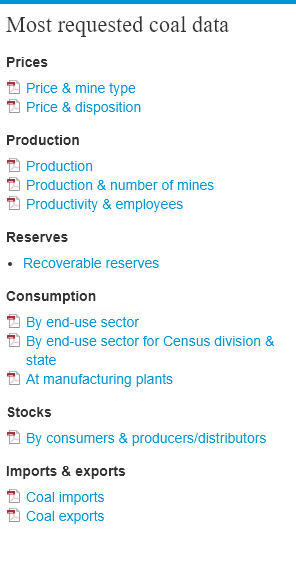 Most requested coal data
Prices
Price & mine type
Price & disposition
Production
Production
Production & number of mines
Productivity & employees
Reserves
• Recoverable reserves
Consumption
By end-use sector
By end-use sector for Census division &
state
At manufacturing plants
Stocks
By consumers & producers/distributors
Imports & exports
Coal imports
Coal exports